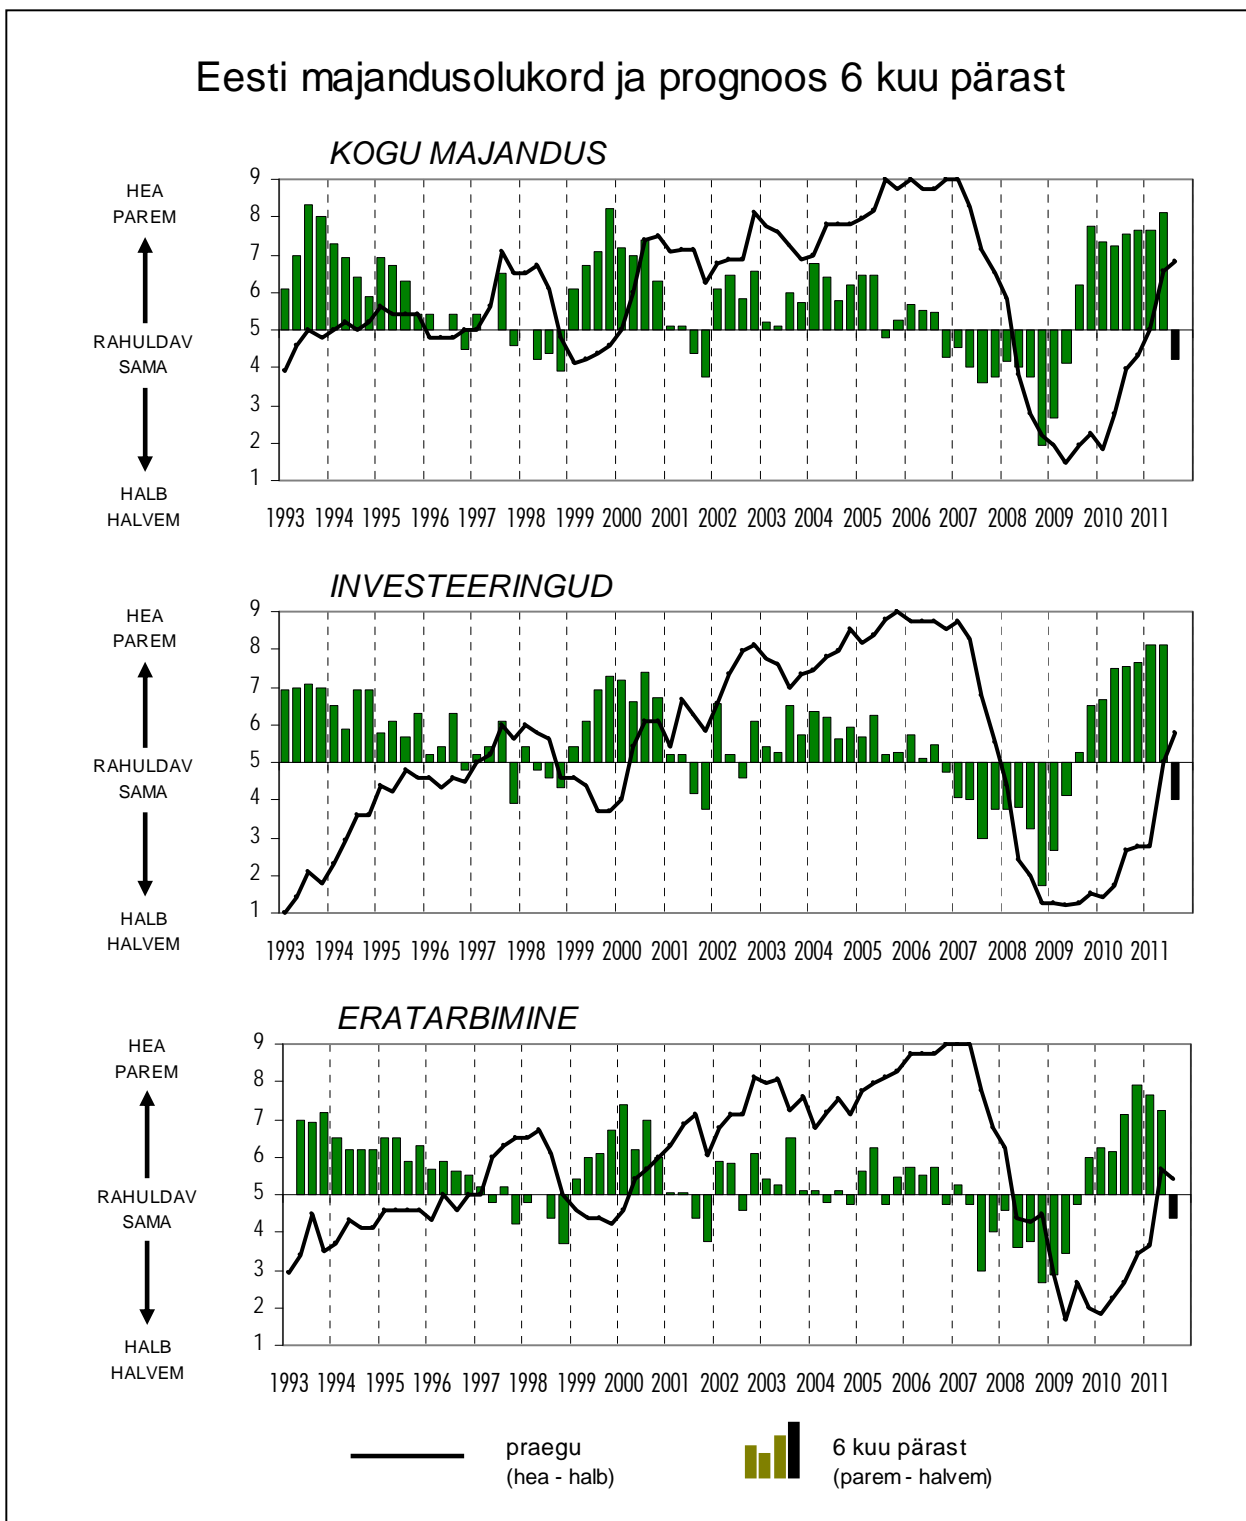 Eesti majandusolukord ja prognoos 6 kuu pärast
KOGU MAJANDUS
HEA
PAREM
RAHULDAV
SAMA
HALB
HALVEM
9
8
7
6
5
4
3
2
1
1993 1994 1995 1996 1997 1998 1999 2000 2001 2002 2003 2004 2005 2006 2007 2008 2009 2010 2011
INVESTEERINGUD
HEA
PAREM
RAHULDAV
SAMA
HALB
HALVEM
9
8
7
6
5
4
3
2
1
1993 1994 1995 1996 1997 1998 1999 2000 2001 2002 2003 2004 2005 2006 2007 2008 2009 2010 2011
ERATARBIMINE
HEA
PAREM
RAHULDAV
SAMA
HALB
HALVEM
9
8
7
6
5
4
3
2
1
1993 1994 1995 1996 1997 1998 1999 2000 2001 2002 2003 2004 2005 2006 2007 2008 2009 2010 2011
praegu
(hea - halb)
6 kuu pärast
(parem - halvem)